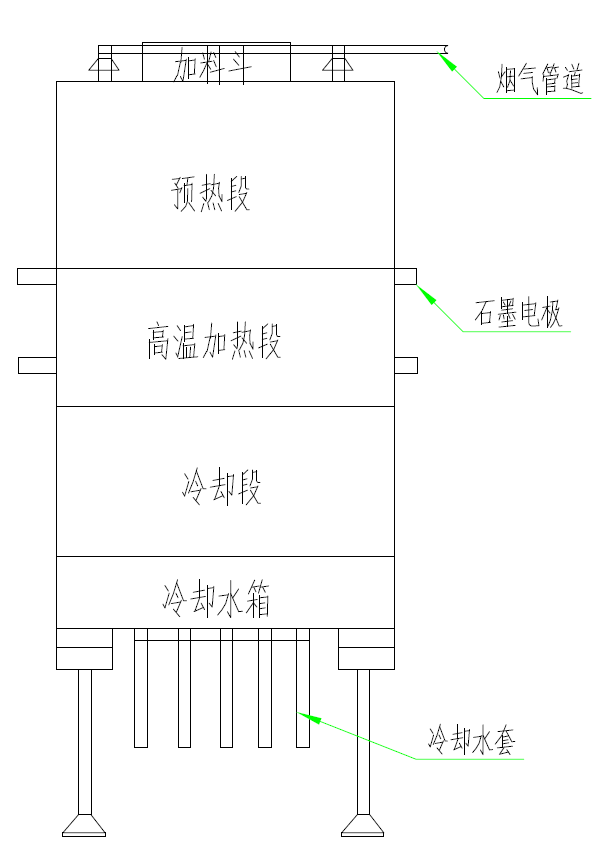 加料斗
烟气管道
预热段
石墨电极
高温加热段
冷却段
冷却水箱
冷却水套